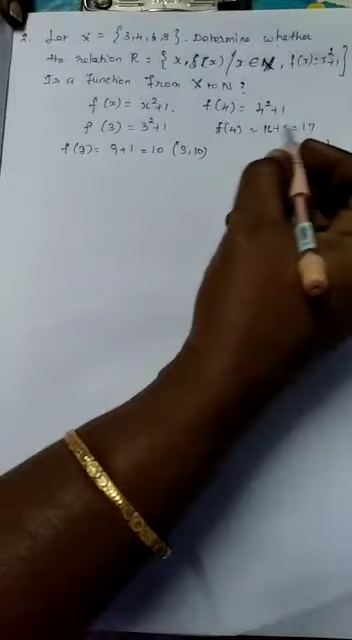 2. Let X = {3,4,6,8}. Determine whether
the relation R = {x, f(x) / x ∈ X, f(x) = x²+1}
Is a function from X to N?
f(x) = x²+1. f(4) = 4²+1
f(3) = 3²+1 f(4) = 16+1 = 17
f(3) = 9+1 = 10 (3,10)